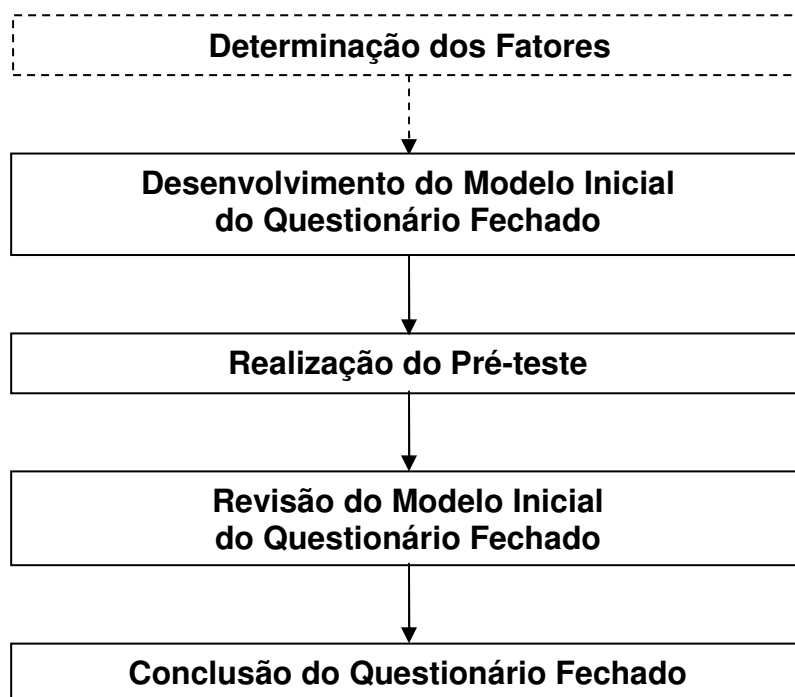 Determinação dos Fatores
Desenvolvimento do Modelo Inicial
do Questionário Fechado
Realização do Pré-teste
Revisão do Modelo Inicial
do Questionário Fechado
Conclusão do Questionário Fechado